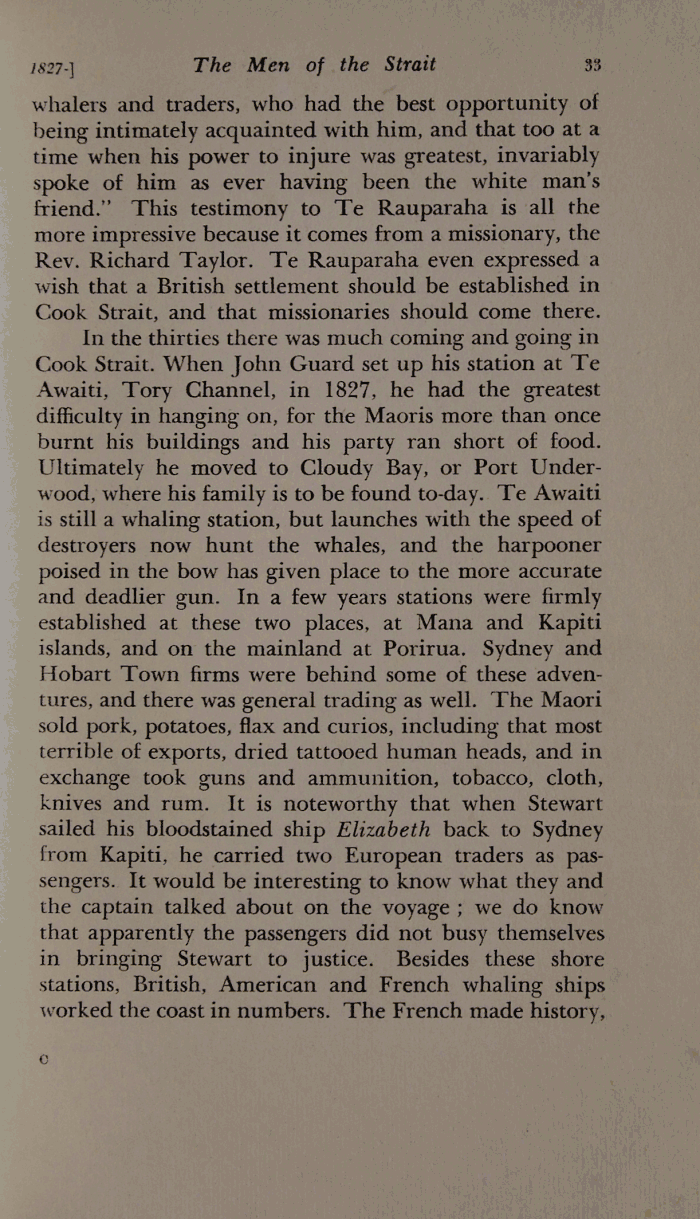 1827-] The Men of the Strait 33
whalers and traders, who had the best opportunity of
being intimately acquainted with him, and that too at a
time when his power to injure was greatest, invariably
spoke of him as ever having been the white man's
friend." This testimony to Te Rauparaha is all the
more impressive because it comes from a missionary, the
Rev. Richard Taylor. Te Rauparaha even expressed a
wish that a British settlement should be established in
Cook Strait, and that missionaries should come there.
In the thirties there was much coming and going in
Cook Strait. When John Guard set up his station at Te
Awaiti, Tory Channel, in 1827, he had the greatest
difficulty in hanging on, for the Maoris more than once
burnt his buildings and his party ran short of food.
Ultimately he moved to Cloudy Bay, or Port Under-
wood, where his family is to be found to-day. Te Awaiti
is still a whaling station, but launches with the speed of
destroyers now hunt the whales, and the harpooner
poised in the bow has given place to the more accurate
and deadlier gun. In a few years stations were firmly
established at these two places, at Mana and Kapiti
islands, and on the mainland at Porirua. Sydney and
Hobart Town firms were behind some of these adven-
tures, and there was general trading as well. The Maori
sold pork, potatoes, flax and curios, including that most
terrible of exports, dried tattooed human heads, and in
exchange took guns and ammunition, tobacco, cloth,
knives and rum. It is noteworthy that when Stewart
sailed his bloodstained ship Elizabeth back to Sydney
from Kapiti, he carried two European traders as pas-
sengers. It would be interesting to know what they and
the captain talked about on the voyage ; we do know
that apparently the passengers did not busy themselves
in bringing Stewart to justice. Besides these shore
stations, British, American and French whaling ships
worked the coast in numbers. The French made history,
C